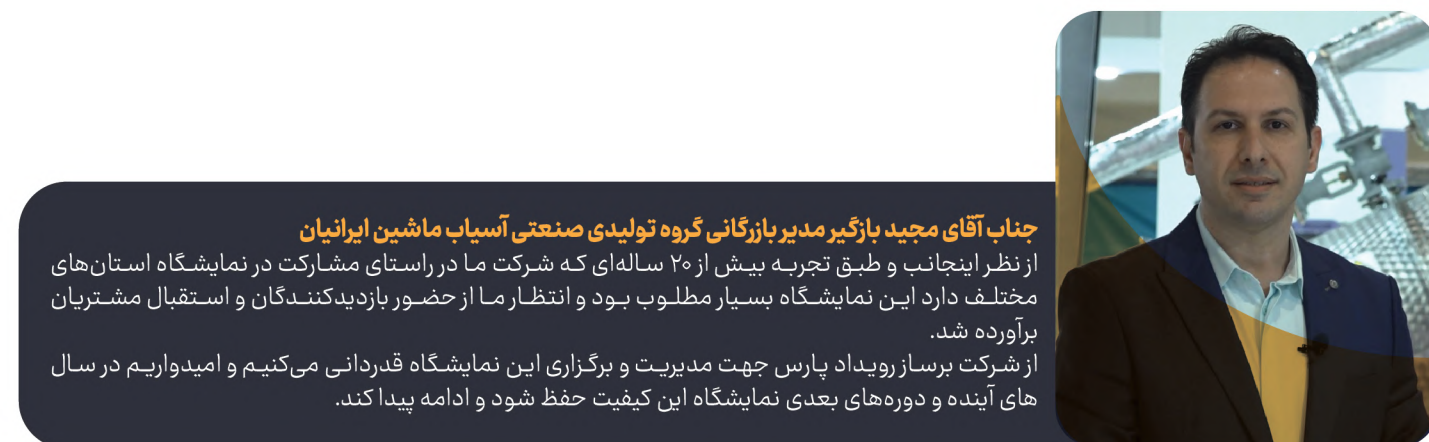 جناب آقای مجید بازگیر مدیر بازرگانی گروه تولیدی صنعتی آسیاب ماشین ایرانیان
از نظر اینجانب و طبق تجربه بیش از ۲۰ ساله‌ای که شرکت ما در راستای مشارکت در نمایشگاه استان‌های
مختلف دارد این نمایشگاه بسیار مطلوب بود و انتظار ما از حضور بازدیدکنندگان و استقبال مشتریان
برآورده شد.
از شرکت برساز رویداد پارس جهت مدیریت و برگزاری این نمایشگاه قدردانی می‌کنیم و امیدواریم در سال
های آینده و دوره‌های بعدی نمایشگاه این کیفیت حفظ شود و ادامه پیدا کند.